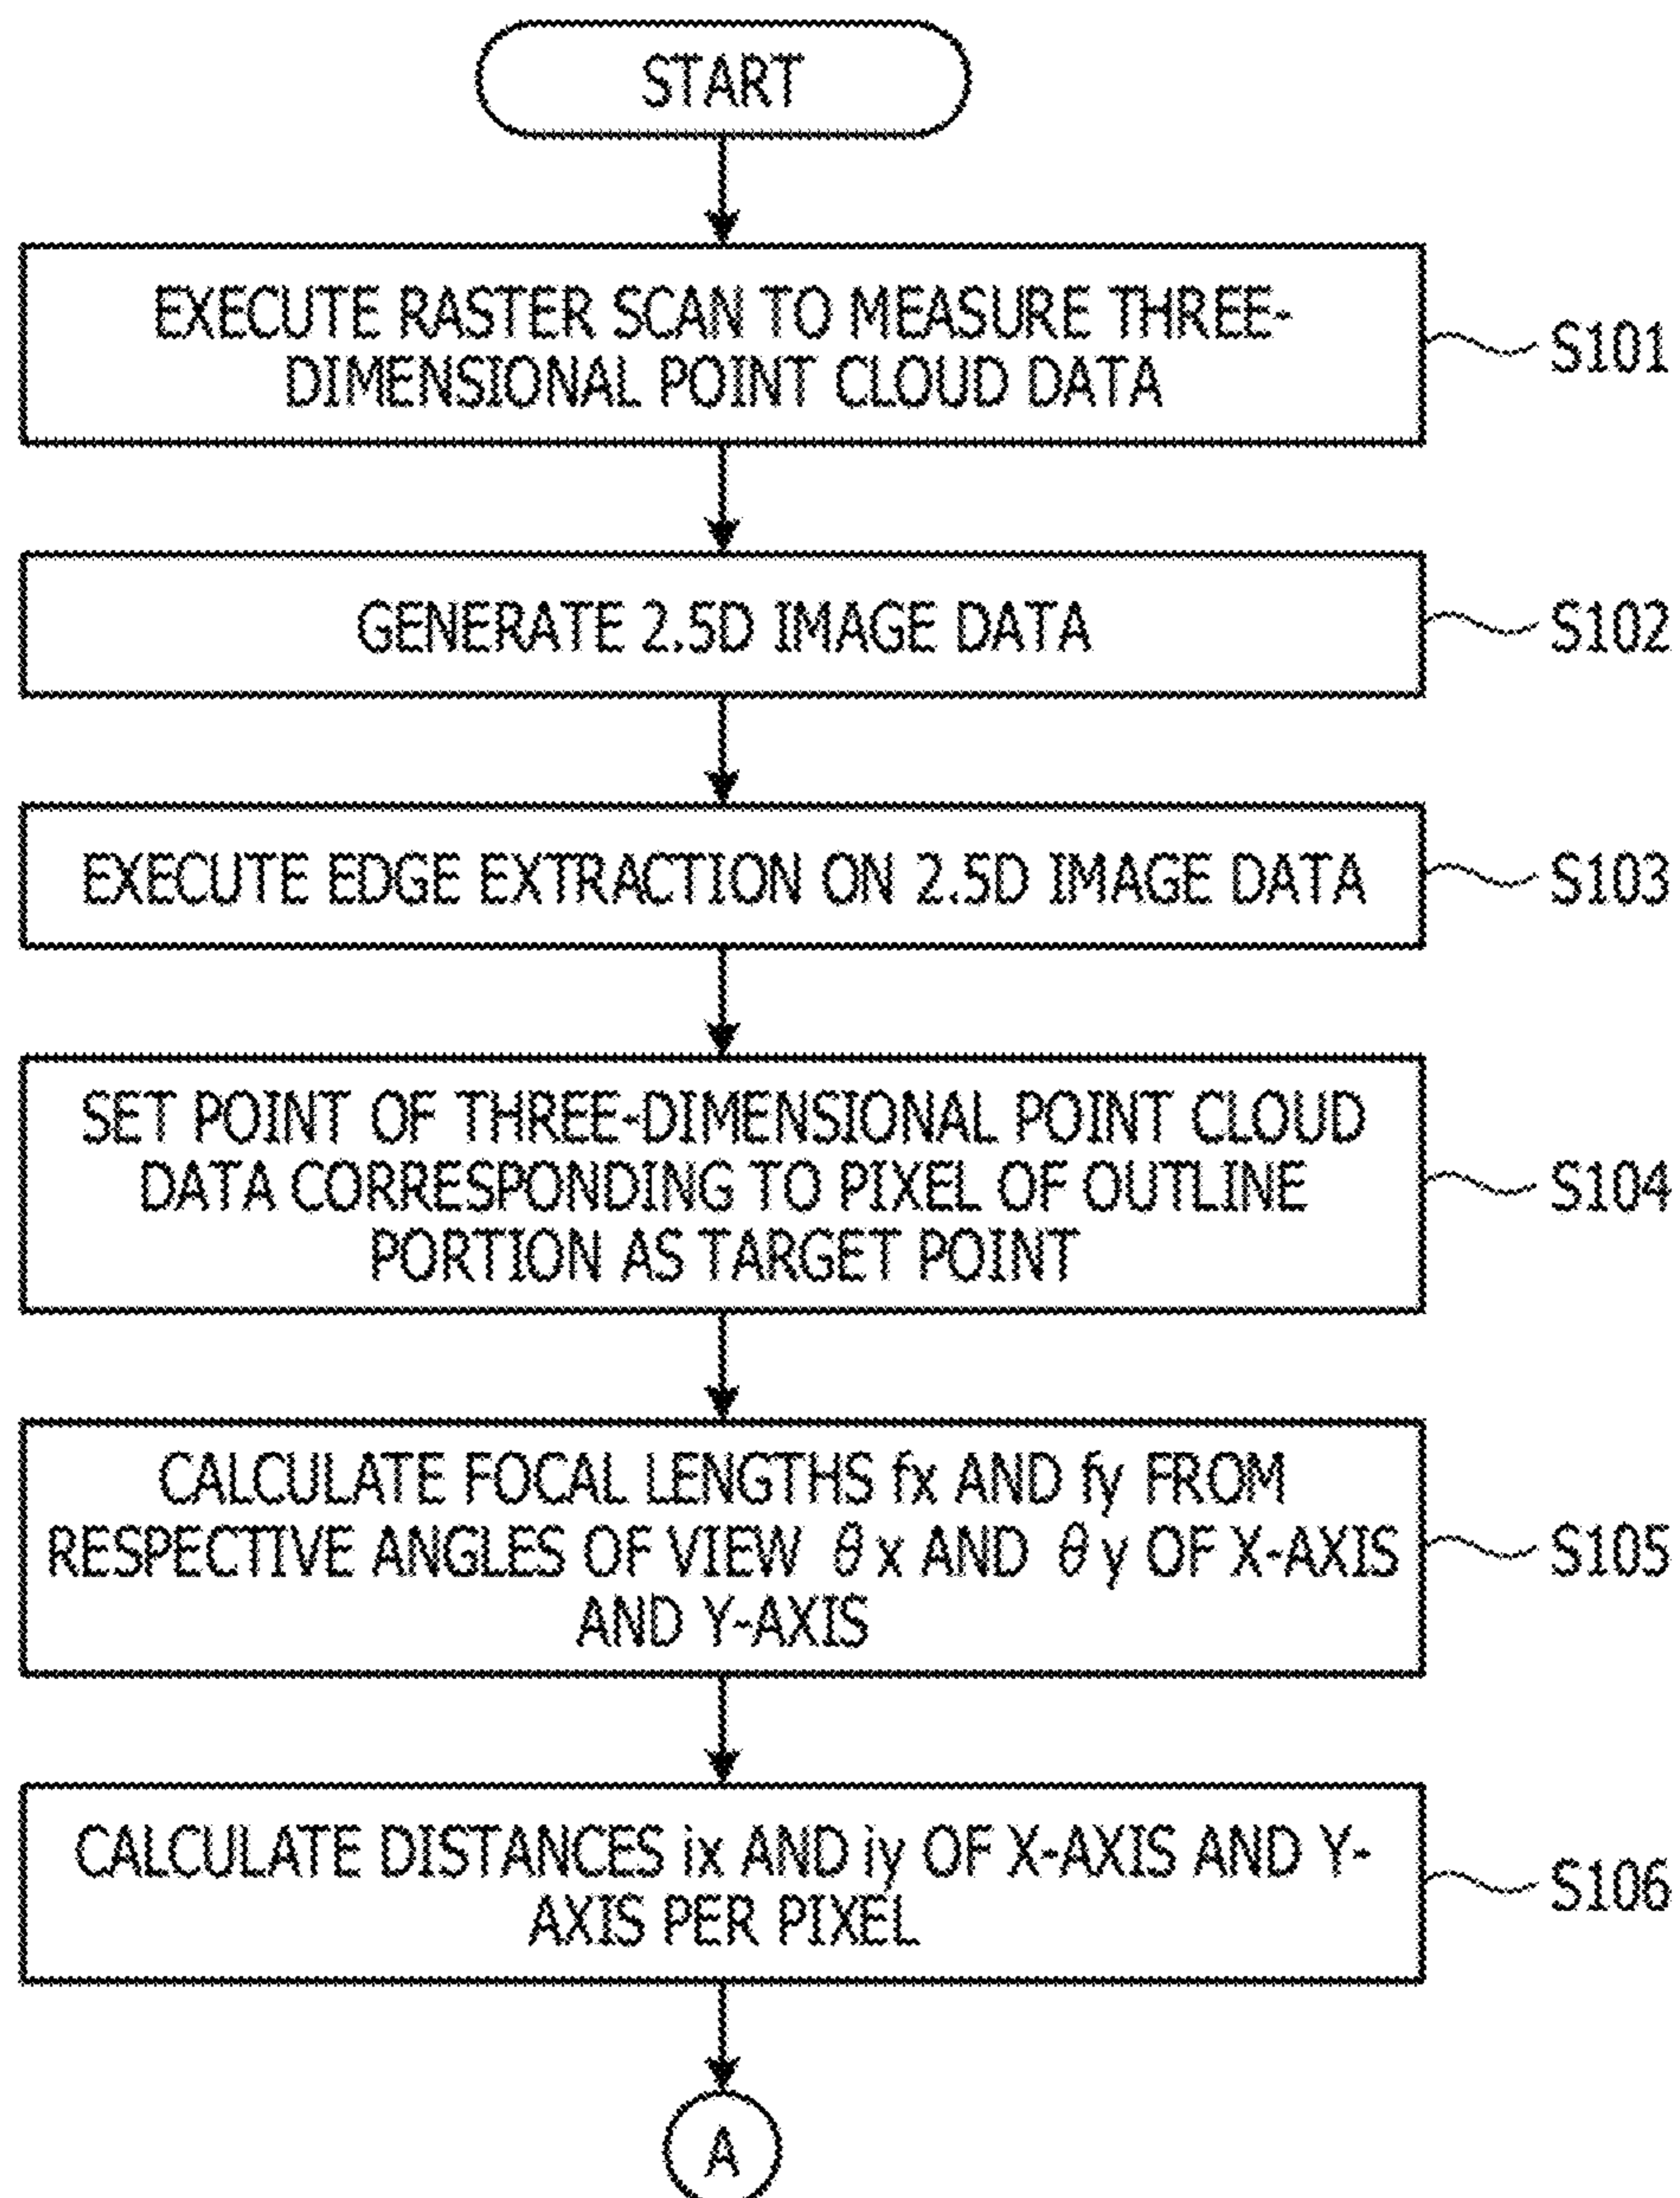 START
EXECUTE RASTER SCAN TO MEASURE THREE-
DIMENSIONAL POINT CLOUD DATA
S101
GENERATE 2.5D IMAGE DATA
S102
EXECUTE EDGE EXTRACTION ON 2.5D IMAGE DATA
S103
SET POINT OF THREE-DIMENSIONAL POINT CLOUD
DATA CORRESPONDING TO PIXEL OF OUTLINE
PORTION AS TARGET POINT
S104
CALCULATE FOCAL LENGTHS fx AND fy FROM
RESPECTIVE ANGLES OF VIEW θx AND θy OF X-AXIS
AND Y-AXIS
S105
CALCULATE DISTANCES ix AND iy OF X-AXIS AND Y-
AXIS PER PIXEL
S106
A